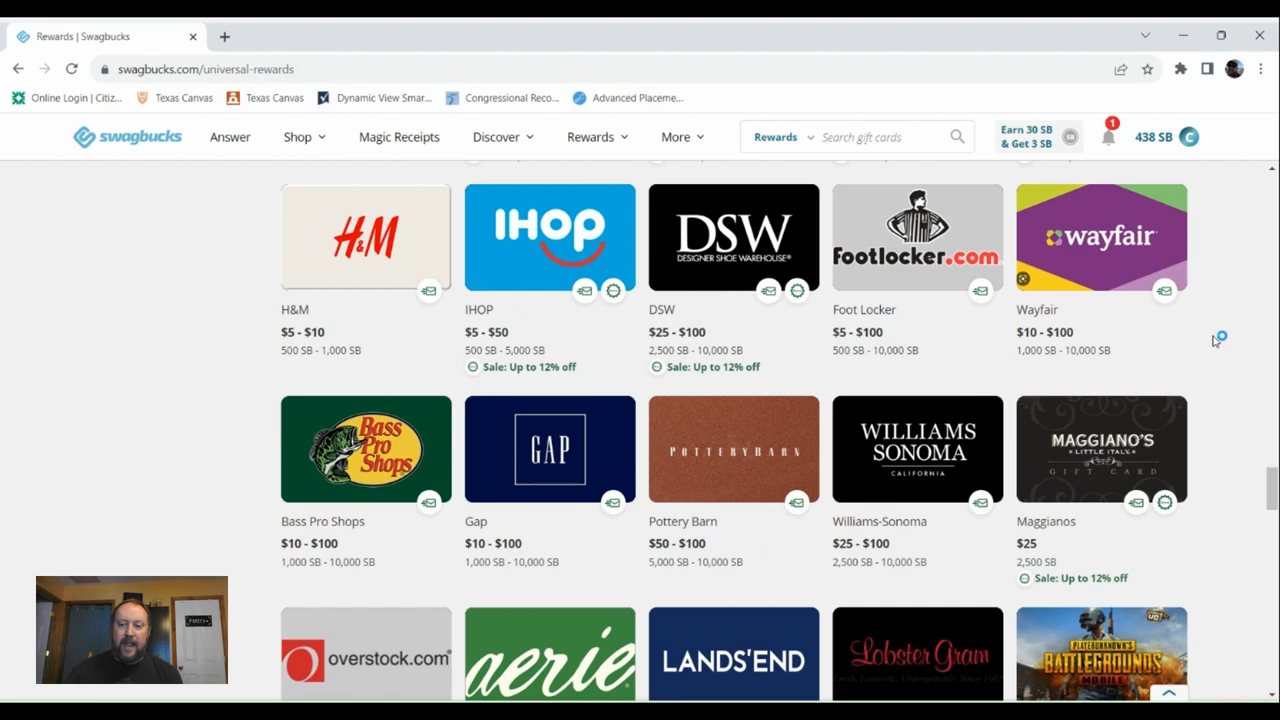 Rewards | Swagbucks
swagbucks.com/universal-rewards
Online Login | Citiz...
Texas Canvas
Texas Canvas
Dynamic View Smar...
Congressional Reco...
Advanced Placeme...
swagbucks
Answer
Shop
Magic Receipts
Discover
Rewards
More
Rewards
Search gift cards
Earn 30 SB
& Get 3 SB
SB
1
438 SB
C
H&M
IHOP
DSW
DESIGNER SHOE WAREHOUSE®
Footlocker.com
wayfair
H&M
IHOP
DSW
Foot Locker
Wayfair
$5 - $10
$5 - $50
$25 - $100
$5 - $100
$10 - $100
500 SB - 1,000 SB
500 SB - 5,000 SB
2,500 SB - 10,000 SB
500 SB - 10,000 SB
1,000 SB - 10,000 SB
Sale: Up to 12% off
Sale: Up to 12% off
Bass
Pro
Shops
GAP
POTTERYBARN
WILLIAMS
SONOMA
CALIFORNIA
MAGGIANO'S
LITTLE ITALY
GIFT CARD
Bass Pro Shops
Gap
Pottery Barn
Williams-Sonoma
Maggianos
$10 - $100
$10 - $100
$50 - $100
$25 - $100
$25
1,000 SB - 10,000 SB
1,000 SB - 10,000 SB
5,000 SB - 10,000 SB
2,500 SB - 10,000 SB
2,500 SB
Sale: Up to 12% off
overstock.com
aerie
LANDS'END
Lobster Gram
PLAYERUNKNOWN'S
BATTLEGROUNDS
MOBILE
UC
Pantry